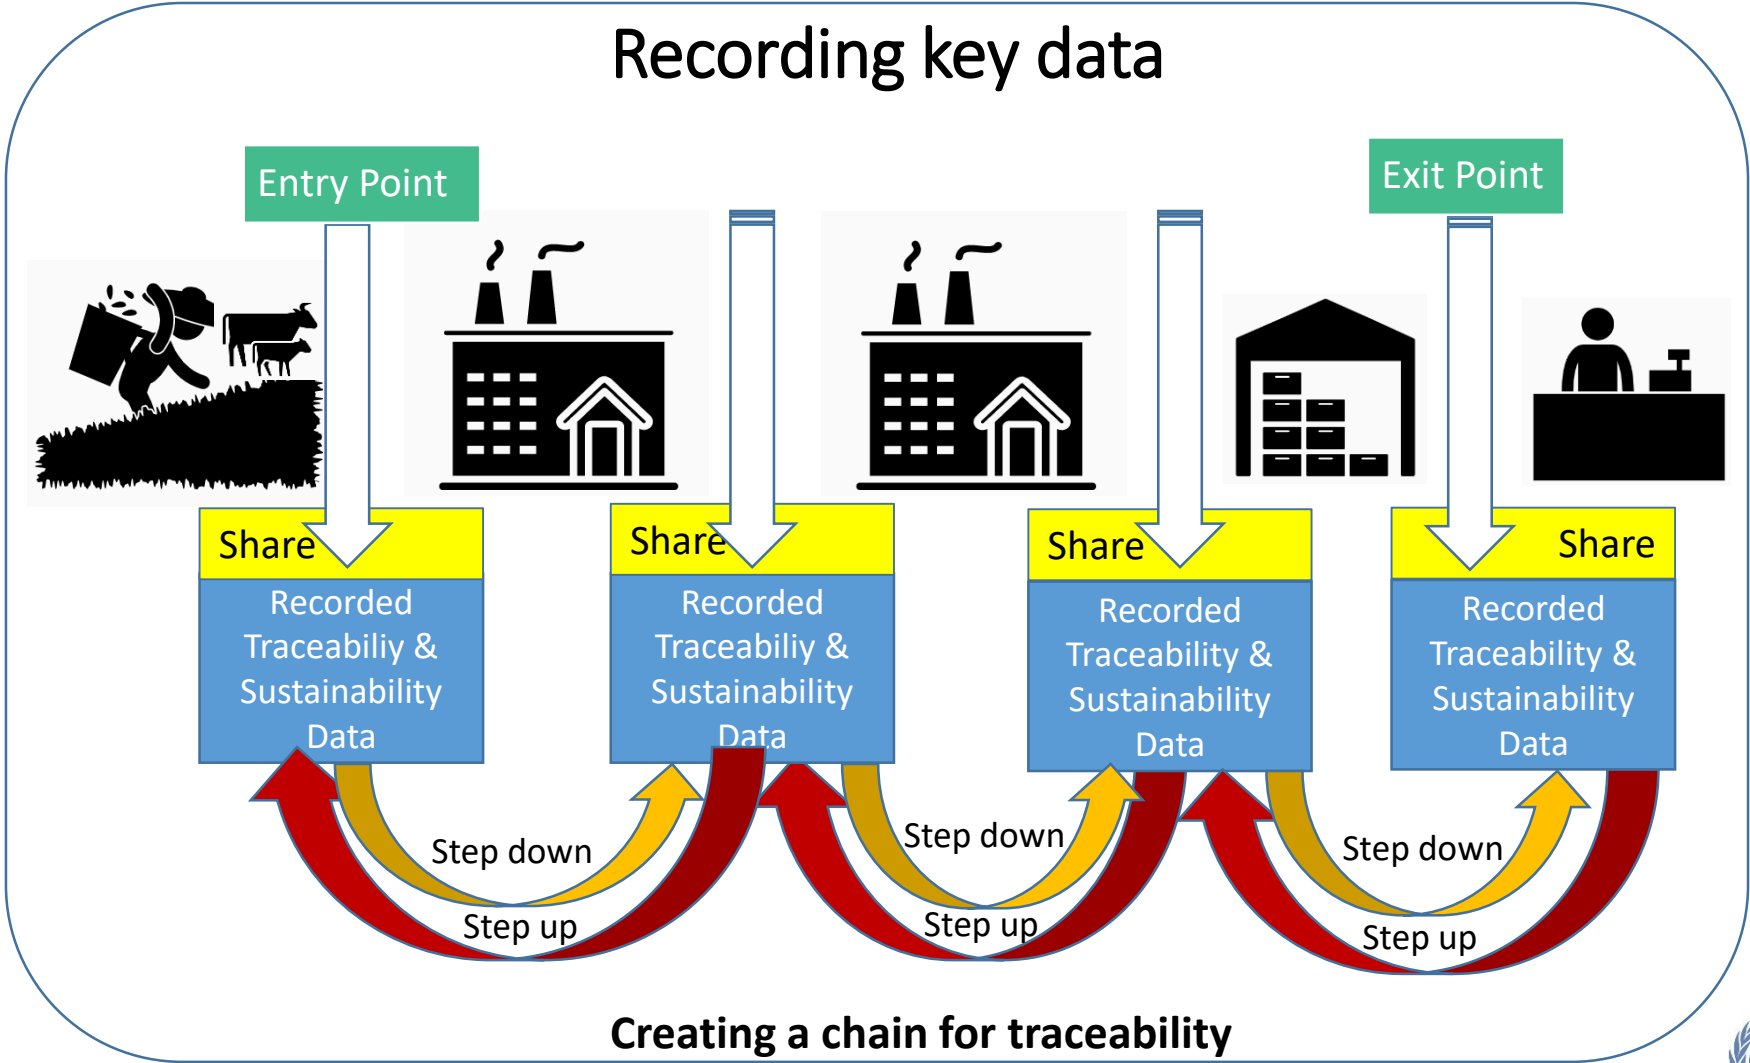 Recording key data
Entry Point
Exit Point
Share
Share
Share
Share
Recorded
Traceabiliy &
Sustainability
Data
Recorded
Traceabiliy &
Sustainability
Data
Recorded
Traceability &
Sustainability
Data
Recorded
Traceability &
Sustainability
Data
Step down
Step up
Step down
Step up
Step down
Step up
Creating a chain for traceability